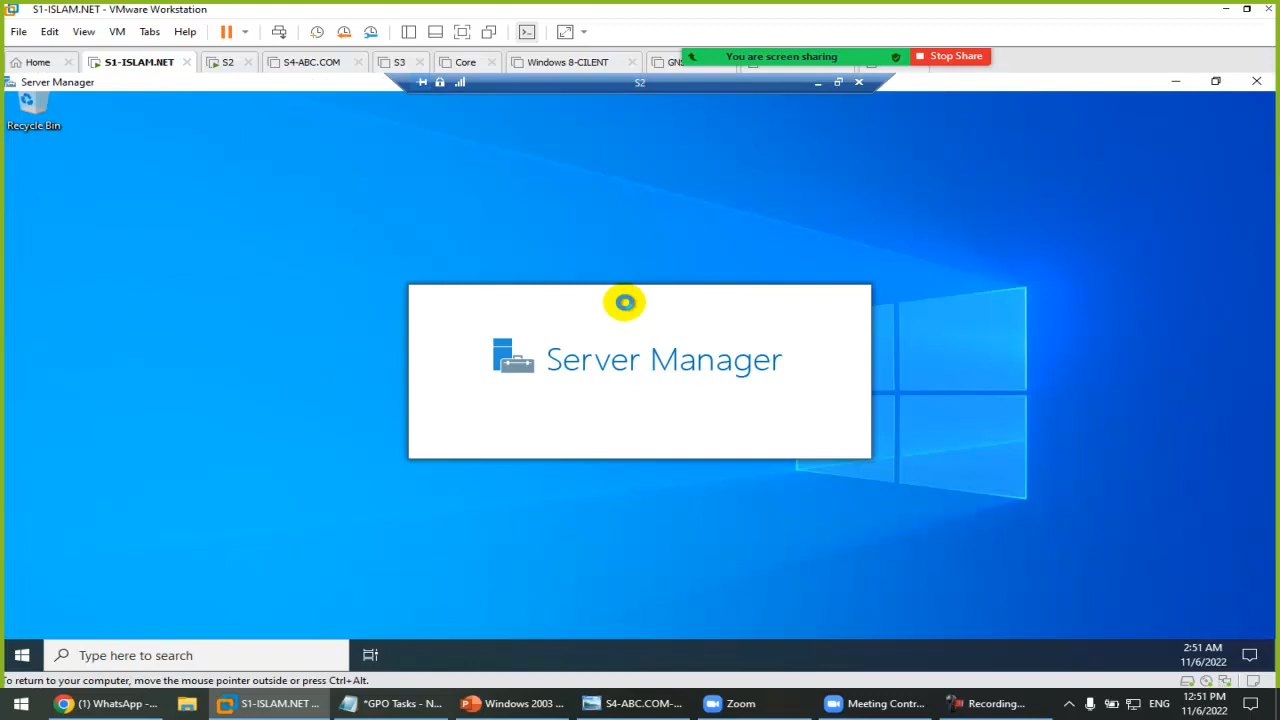 S1-ISLAM.NET - VMware Workstation
File Edit View VM Tabs Help
Home S1-ISLAM.NET S2 S4-ABC.COM S3 Core Windows 8-CILENT
You are screen sharing Stop Share
Server Manager
S2
Recycle Bin
Server Manager
Type here to search
2:51 AM
11/6/2022
To return to your computer, move the mouse pointer outside or press Ctrl+Alt.
(1) WhatsApp -... S1-ISLAM.NET ... *GPO Tasks - N... Windows 2003 ... S4-ABC.COM-... Zoom Meeting Contr... Recording... ENG
12:51 PM
11/6/2022